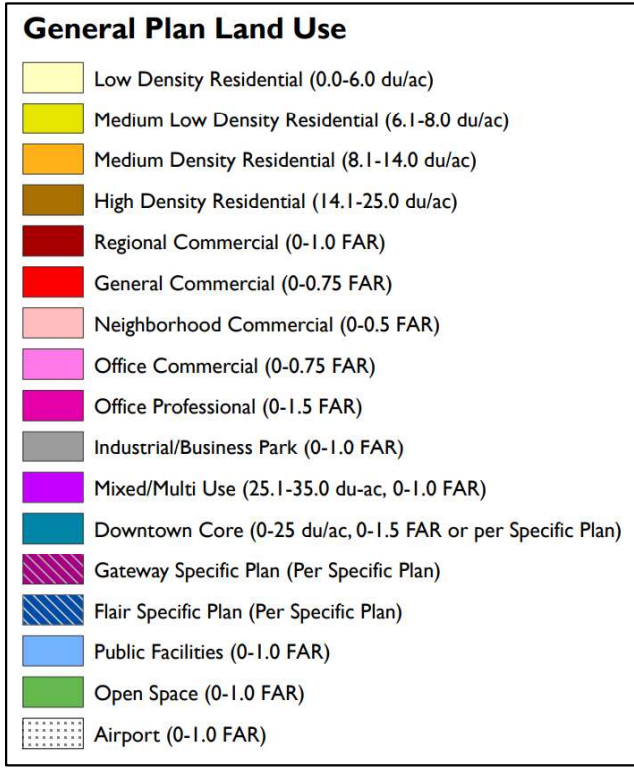 General Plan Land Use
Low Density Residential (0.0-6.0 du/ac)
Medium Low Density Residential (6.1-8.0 du/ac)
Medium Density Residential (8.1-14.0 du/ac)
High Density Residential (14.1-25.0 du/ac)
Regional Commercial (0-1.0 FAR)
General Commercial (0-0.75 FAR)
Neighborhood Commercial (0-0.5 FAR)
Office Commercial (0-0.75 FAR)
Office Professional (0-1.5 FAR)
Industrial/Business Park (0-1.0 FAR)
Mixed/Multi Use (25.1-35.0 du-ac, 0-1.0 FAR)
Downtown Core (0-25 du/ac, 0-1.5 FAR or per Specific Plan)
Gateway Specific Plan (Per Specific Plan)
Flair Specific Plan (Per Specific Plan)
Public Facilities (0-1.0 FAR)
Open Space (0-1.0 FAR)
Airport (0-1.0 FAR)